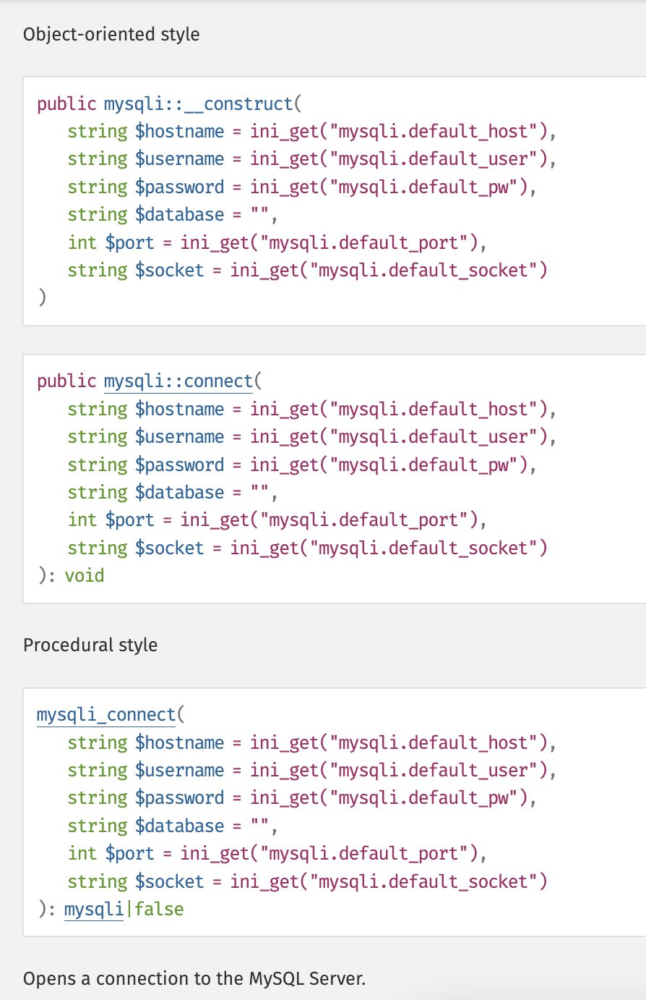 Object-oriented style
public mysqli::__construct(
string $hostname = ini_get("mysqli.default_host"),
string $username = ini_get("mysqli.default_user"),
string $password = ini_get("mysqli.default_pw"),
string $database = "",
int $port = ini_get("mysqli.default_port"),
string $socket = ini_get("mysqli.default_socket")
)
public mysqli::connect(
string $hostname = ini_get("mysqli.default_host"),
string $username = ini_get("mysqli.default_user"),
string $password = ini_get("mysqli.default_pw"),
string $database = "",
int $port = ini_get("mysqli.default_port"),
string $socket = ini_get("mysqli.default_socket")
): void
Procedural style
mysqli_connect(
string $hostname = ini_get("mysqli.default_host"),
string $username = ini_get("mysqli.default_user"),
string $password = ini_get("mysqli.default_pw"),
string $database = "",
int $port = ini_get("mysqli.default_port"),
string $socket = ini_get("mysqli.default_socket")
): mysqli|false
Opens a connection to the MySQL Server.